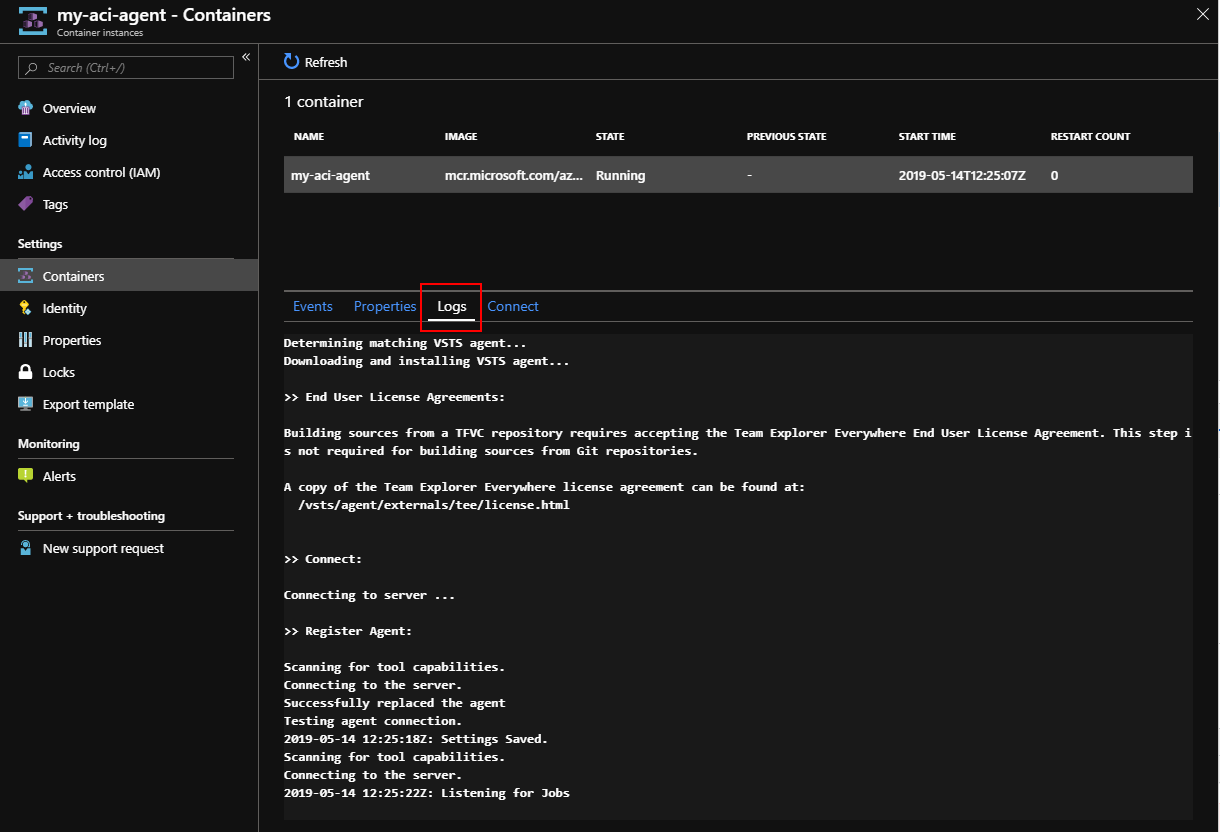 my-aci-agent - Containers
Container instances
Search (Ctrl+/)
«
Overview
Activity log
Access control (IAM)
Tags
Settings
Containers
Identity
Properties
Locks
Export template
Monitoring
Alerts
Support + troubleshooting
New support request
Refresh
1 container
NAME IMAGE STATE PREVIOUS STATE START TIME RESTART COUNT
my-aci-agent mcr.microsoft.com/az... Running - 2019-05-14T12:25:07Z 0
Events Properties Logs Connect
Determining matching VSTS agent...
Downloading and installing VSTS agent...
>> End User License Agreements:
Building sources from a TFVC repository requires accepting the Team Explorer Everywhere End User License Agreement. This step i
s not required for building sources from Git repositories.
A copy of the Team Explorer Everywhere license agreement can be found at:
/vsts/agent/externals/tee/license.html
>> Connect:
Connecting to server ...
>> Register Agent:
Scanning for tool capabilities.
Connecting to the server.
Successfully replaced the agent
Testing agent connection.
2019-05-14 12:25:18Z: Settings Saved.
Scanning for tool capabilities.
Connecting to the server.
2019-05-14 12:25:22Z: Listening for Jobs